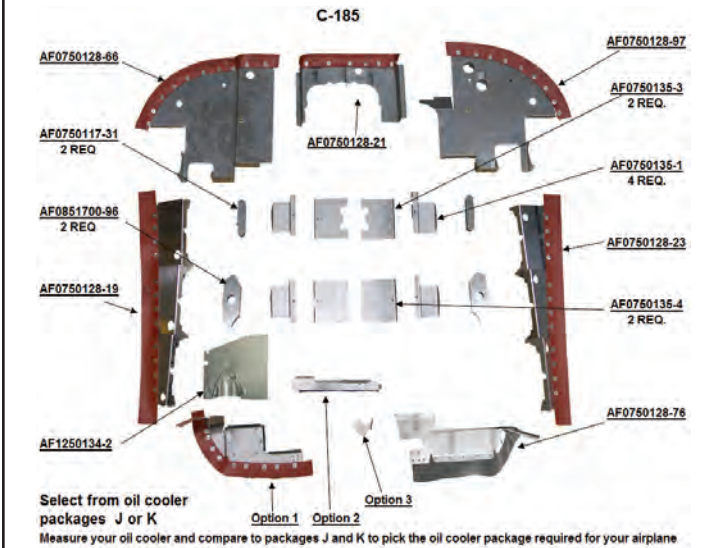 C-185
AF0750128-66
AF0750128-97
AF0750135-3
2 REQ.
AF0750117-31
2 REQ
AF0750128-21
AF0750135-1
4 REQ.
AF0851700-96
2 REQ
AF0750128-23
AF0750128-19
AF0750135-4
2 REQ.
AF1250134-2
AF0750128-76
Option 1
Option 2
Option 3
Select from oil cooler
packages J or K
Measure your oil cooler and compare to packages J and K to pick the oil cooler package required for your airplane